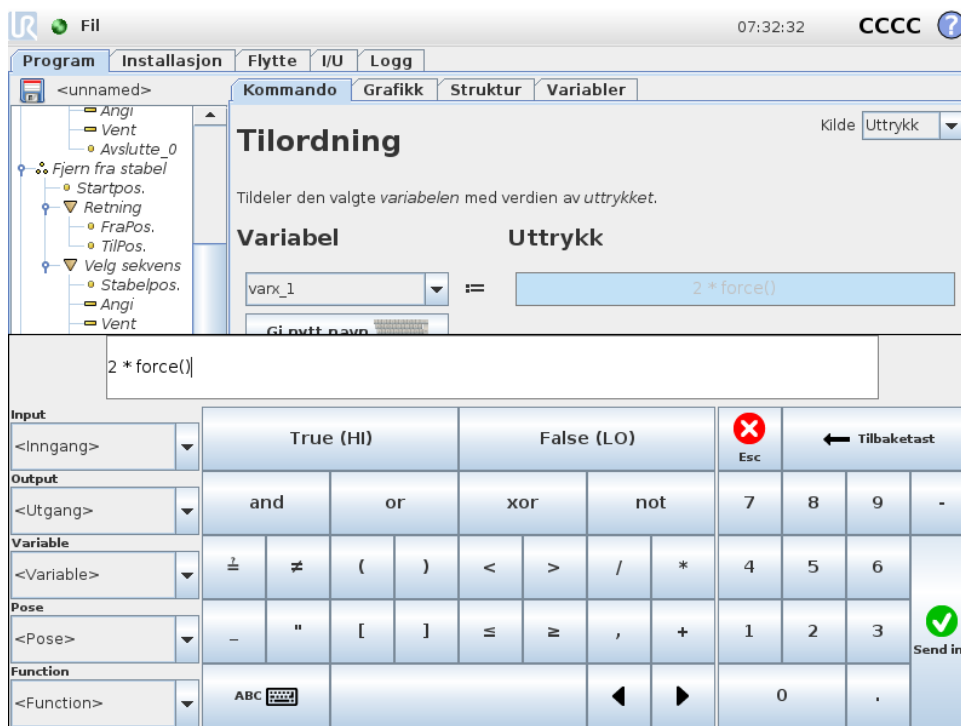 UR Fil 07:32:32 CCCC ?
Program Installasjon Flytte I/U Logg
<unnamed> Kommando Grafikk Struktur Variabler
Angi
Vent
Avslutte_0
Fjern fra stabel
Startpos.
Retning
FraPos.
TilPos.
Velg sekvens
Stabelpos.
Angi
Vent
Kilde Uttrykk
Tilordning
Tildeler den valgte variabelen med verdien av uttrykket.
Variabel Uttrykk
varx_1 := 2 * force()
Gi nytt navn
2 * force()
Input
<Inngang>
Output
<Utgang>
Variable
<Variable>
Pose
<Pose>
Function
<Function>
True (HI) False (LO) Esc Tilbaketast
and or xor not 7 8 9 -
≟ ≠ ( ) < > / * 4 5 6
_ " [ ] ≤ ≥ , + 1 2 3 Send in
ABC 0 .